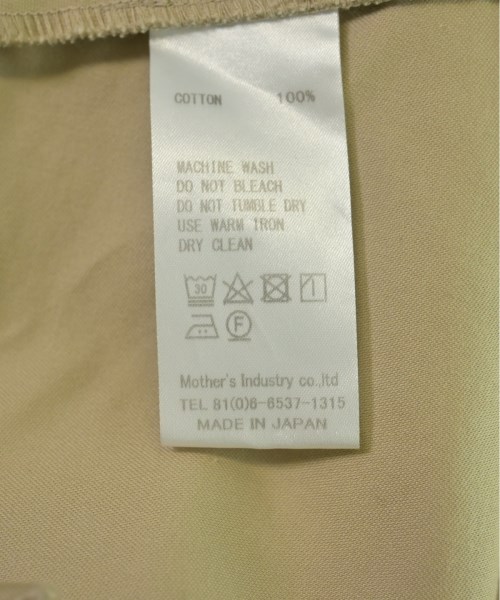 COTTON 100%
MACHINE WASH
DO NOT BLEACH
DO NOT TUMBLE DRY
USE WARM IRON
DRY CLEAN
30
F
Mother's Industry co.,ltd
TEL 81(0)6-6537-1315
MADE IN JAPAN